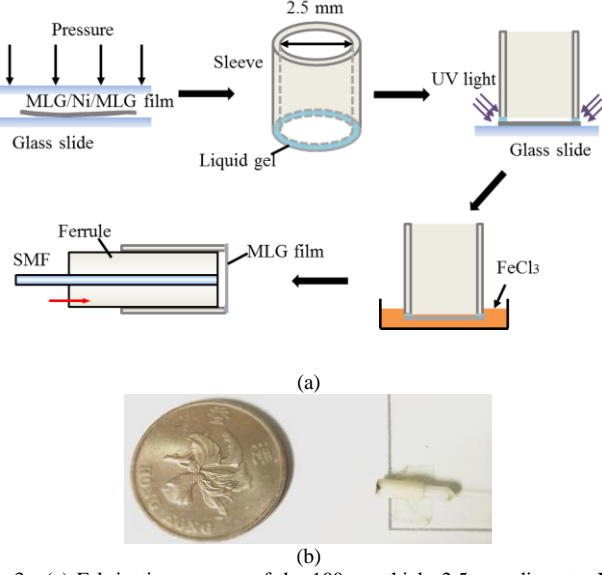 Pressure
MLG/Ni/MLG film
Glass slide
2.5 mm
Sleeve
Liquid gel
UV light
Glass slide
FeCl3
MLG film
Ferrule
SMF
(a)
HONG KONG
(b)